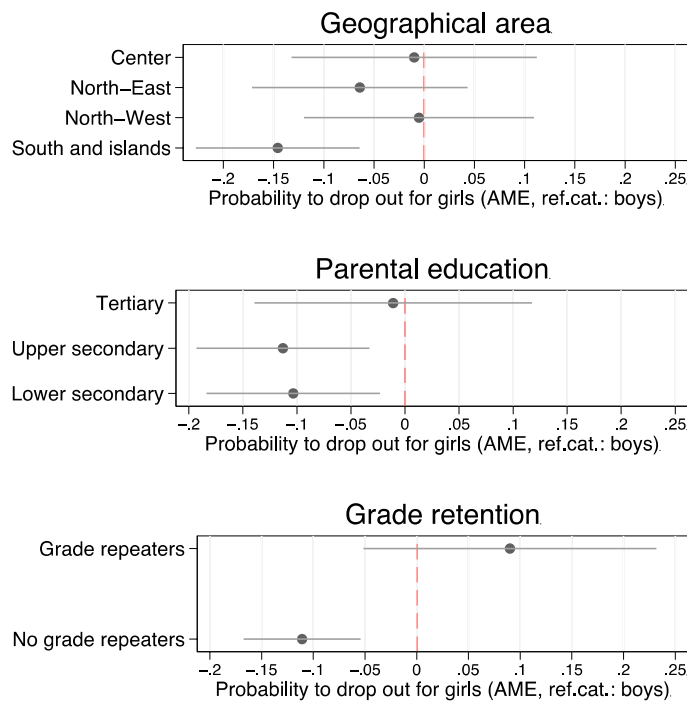 Geographical area
Center
North−East
North−West
South and islands
−.2 −.15 −.1 −.05 0 .05 .1 .15 .2 .25
Probability to drop out for girls (AME, ref.cat.: boys)
Parental education
Tertiary
Upper secondary
Lower secondary
−.2 −.15 −.1 −.05 0 .05 .1 .15 .2 .25
Probability to drop out for girls (AME, ref.cat.: boys)
Grade retention
Grade repeaters
No grade repeaters
−.2 −.15 −.1 −.05 0 .05 .1 .15 .2 .25
Probability to drop out for girls (AME, ref.cat.: boys)